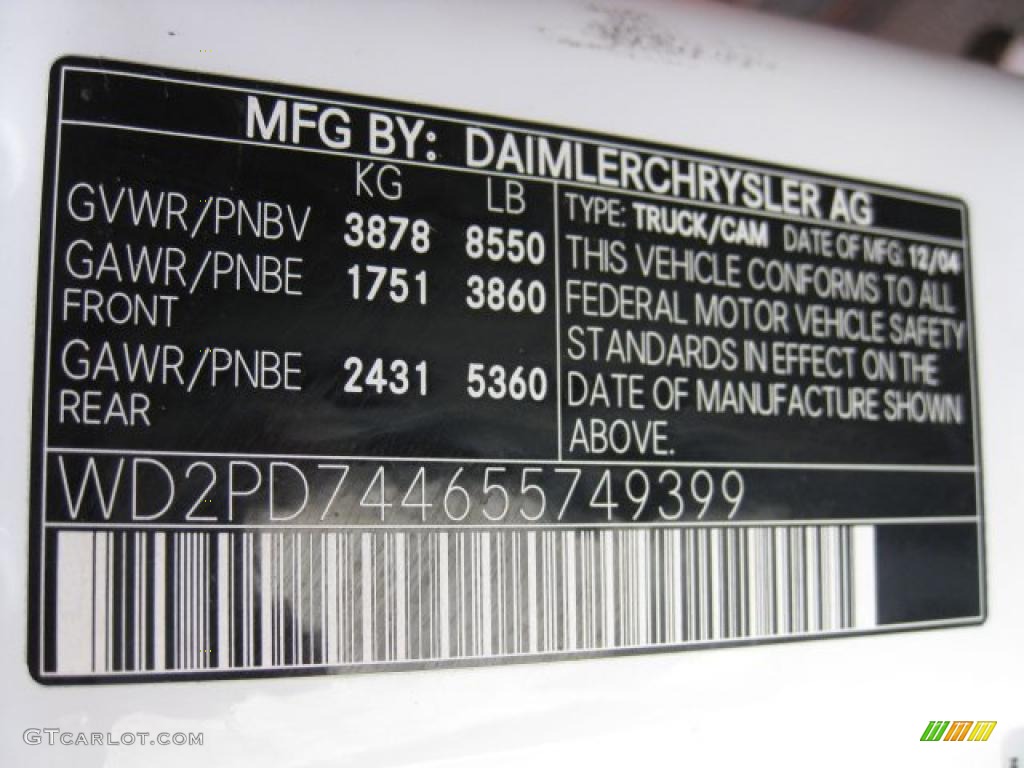 MFG BY: DAIMLERCHRYSLER AG
KG LB
GVWR/PNBV 3878 8550
GAWR/PNBE 1751 3860
FRONT
GAWR/PNBE 2431 5360
REAR
TYPE: TRUCK/CAM DATE OF MFG: 12/04
THIS VEHICLE CONFORMS TO ALL
FEDERAL MOTOR VEHICLE SAFETY
STANDARDS IN EFFECT ON THE
DATE OF MANUFACTURE SHOWN
ABOVE.
WD2PD744655749399
GTCARLOT.COM